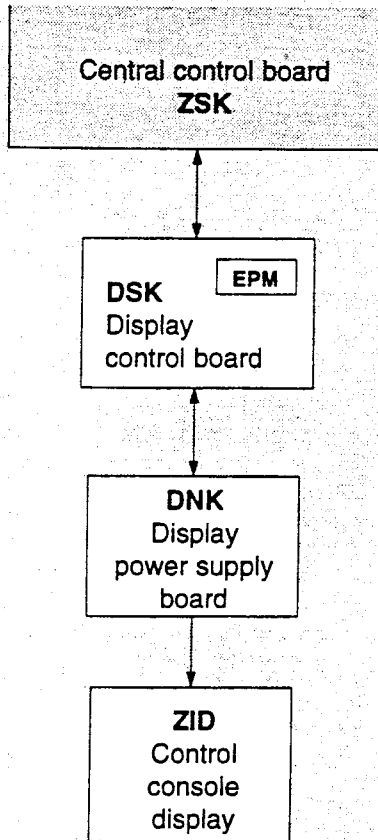 Central control board
ZSK
EPM
DSK
Display
control board
DNK
Display
power supply
board
ZID
Control
console
display